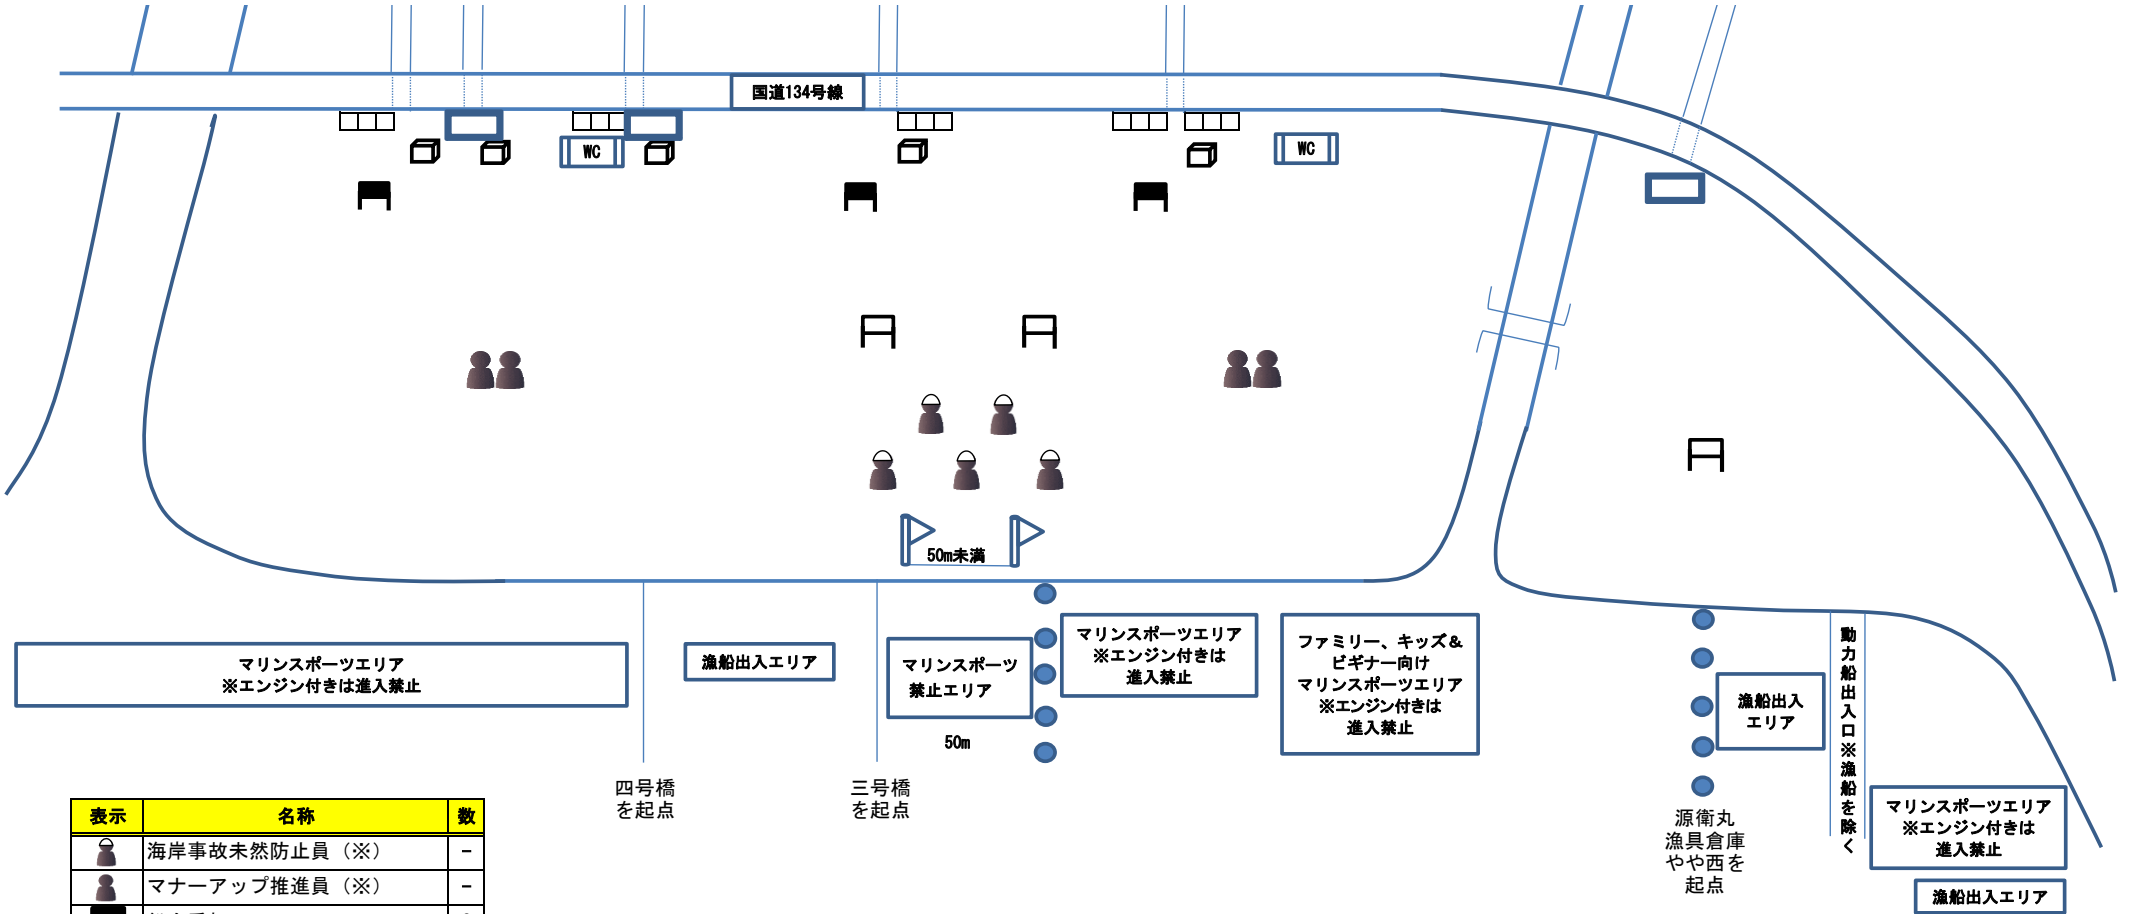 国道134号線
WC
WC
50m未満
マリンスポーツエリア
※エンジン付きは進入禁止
漁船出入エリア
マリンスポーツ
禁止エリア
50m
マリンスポーツエリア
※エンジン付きは
進入禁止
ファミリー、キッズ&
ビギナー向け
マリンスポーツエリア
※エンジン付きは
進入禁止
漁船出入
エリア
動力船出入口※漁船を除く
マリンスポーツエリア
※エンジン付きは
進入禁止
漁船出入エリア
四号橋
を起点
三号橋
を起点
源衛丸
漁具倉庫
やや西を
起点
表示 名称 数
海岸事故未然防止員(※) -
マナーアップ推進員(※) -